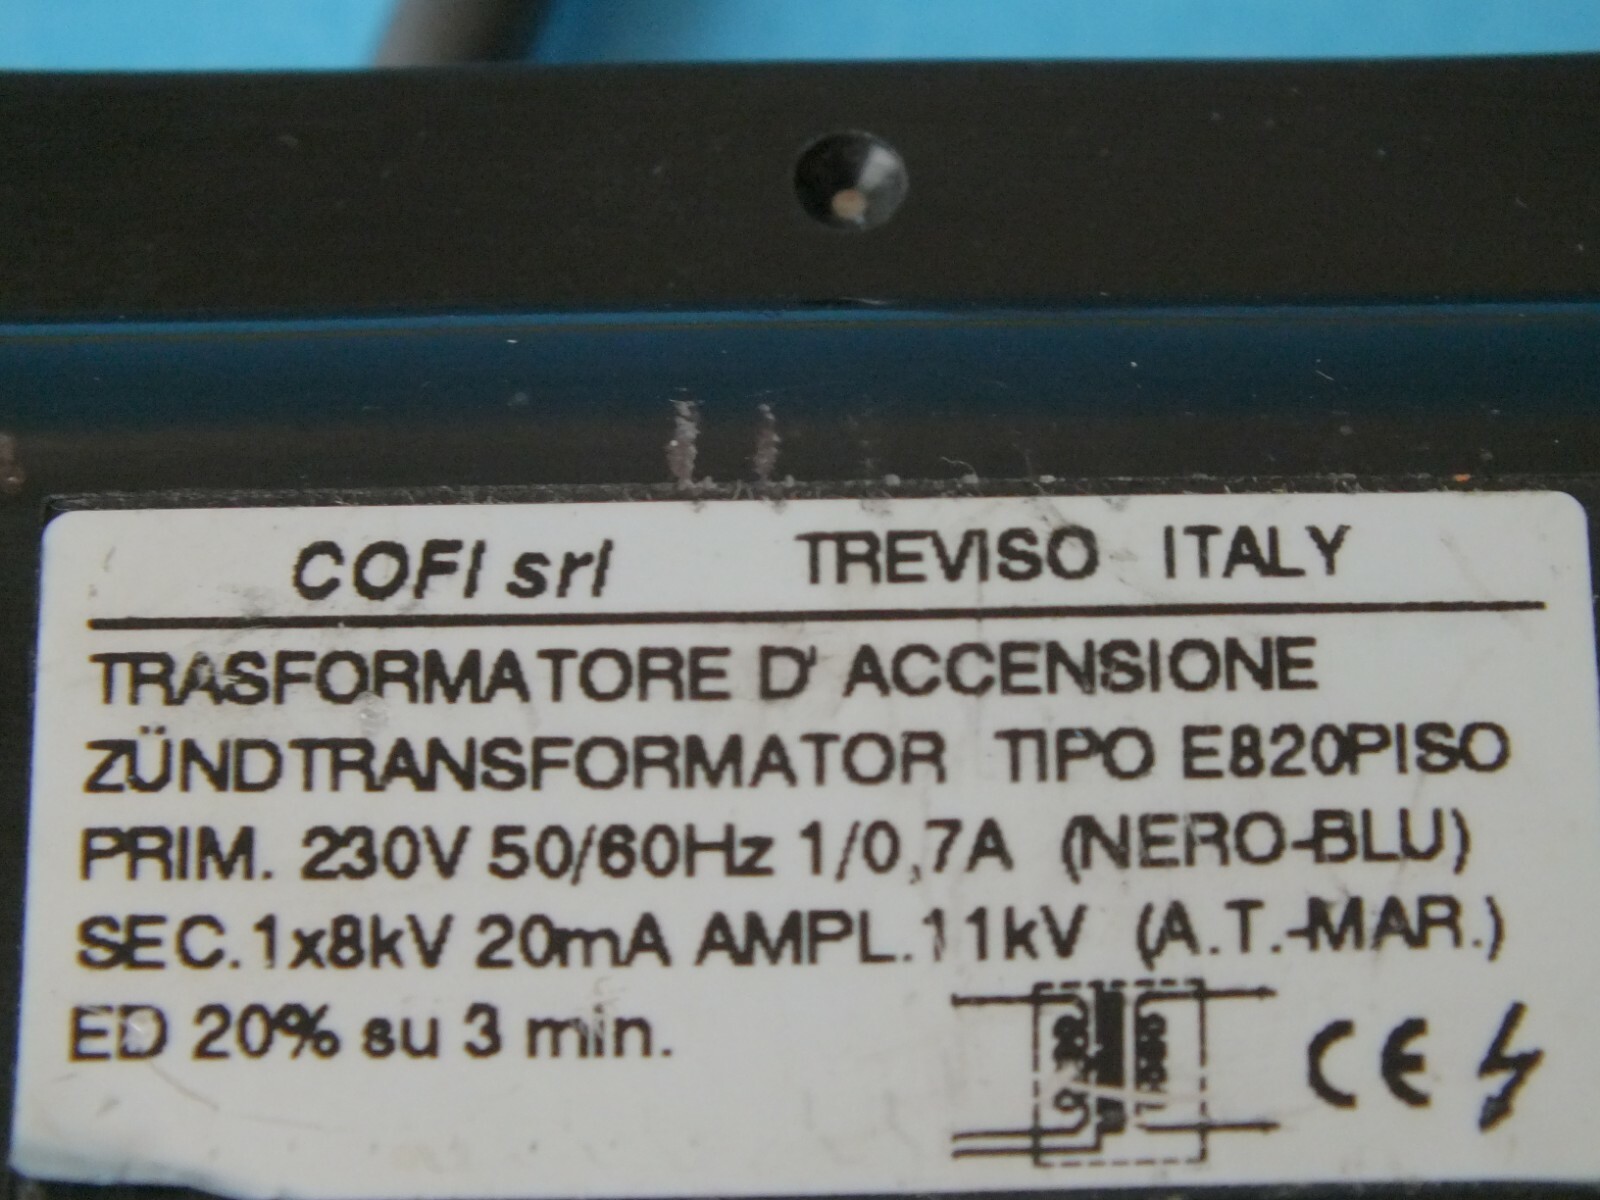 COFI srl TREVISO ITALY
TRASFORMATORE D' ACCENSIONE
ZÜNDTRANSFORMATOR TIPO E820PISO
PRIM. 230V 50/60Hz 1/0,7A (NERO-BLU)
SEC.1x8kV 20mA AMPL.11kV (A.T.-MAR.)
ED 20% su 3 min.
CE